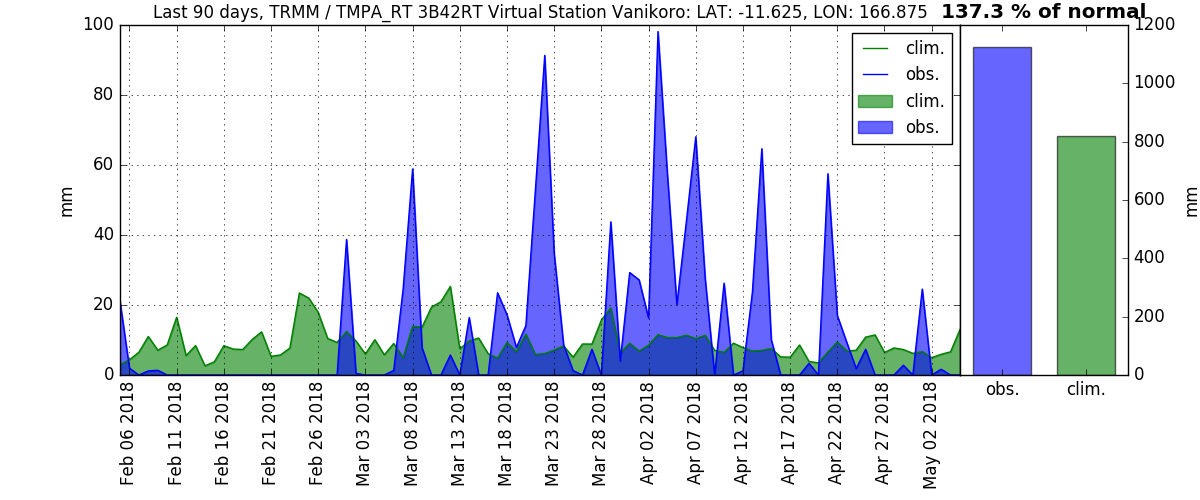 Last 90 days, TRMM / TMPA_RT 3B42RT Virtual Station Vanikoro: LAT: -11.625, LON: 166.875 137.3 % of normal
100
80
60
40
20
0
mm
clim.
obs.
clim.
obs.
1200
1000
800
600
400
200
0
mm
obs.
clim.
Feb 06 2018
Feb 11 2018
Feb 16 2018
Feb 21 2018
Feb 26 2018
Mar 03 2018
Mar 08 2018
Mar 13 2018
Mar 18 2018
Mar 23 2018
Mar 28 2018
Apr 02 2018
Apr 07 2018
Apr 12 2018
Apr 17 2018
Apr 22 2018
Apr 27 2018
May 02 2018